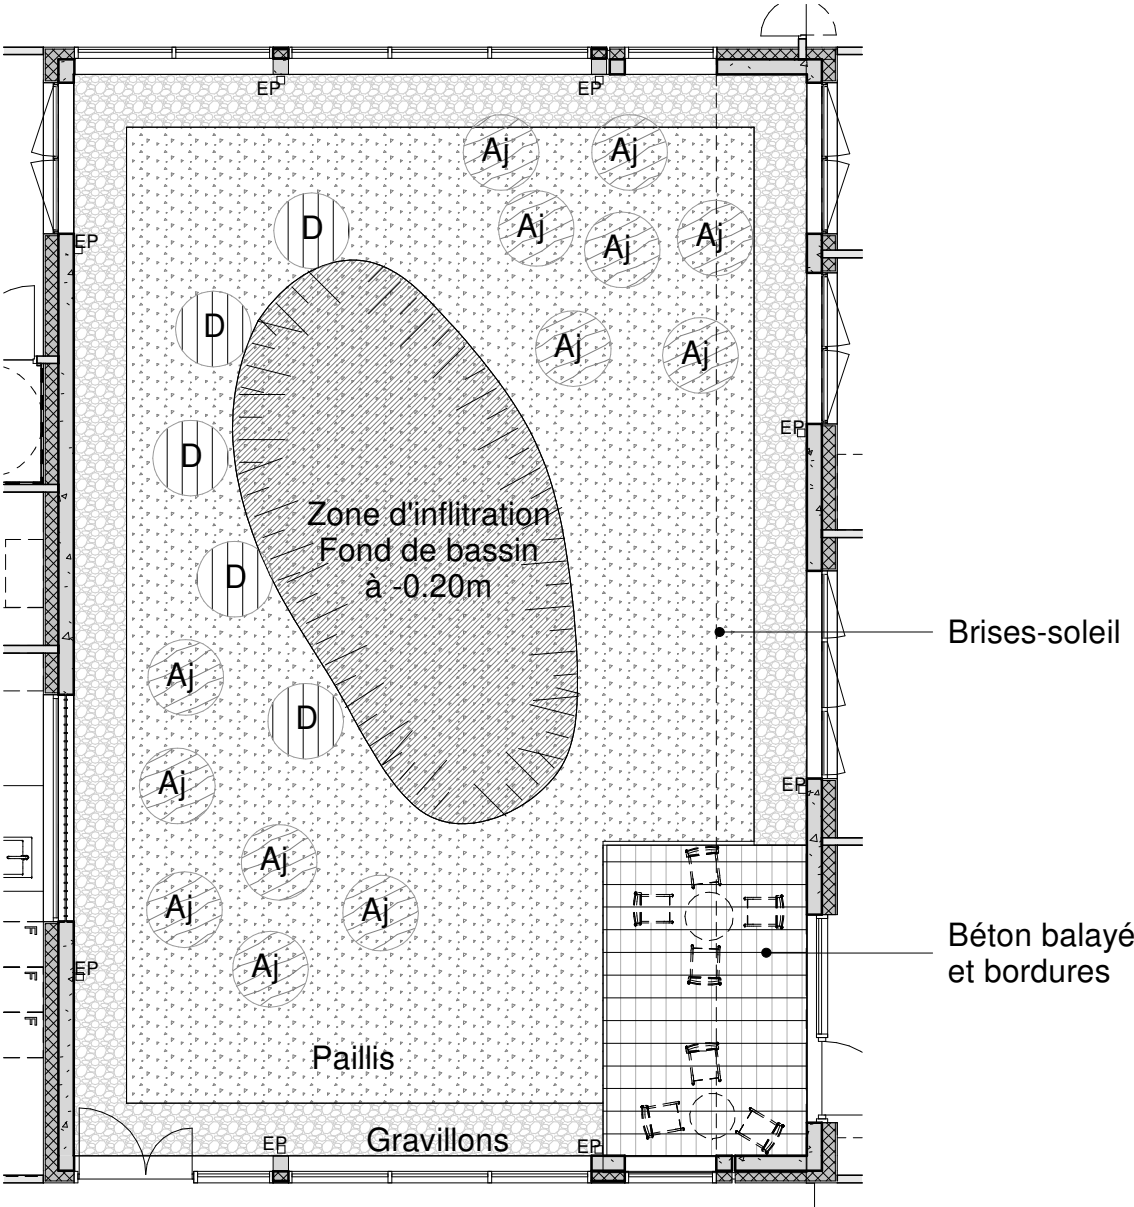 EP
EP
Aj
Aj
D
Aj
Aj
Aj
EP
D
Aj
Aj
EP
D
Zone d'inflitration
Fond de bassin
à -0.20m
D
Brises-soleil
Aj
D
Aj
EP
Aj
Aj
Aj
Béton balayé
et bordures
Aj
EP
Paillis
EP
Gravillons
EP